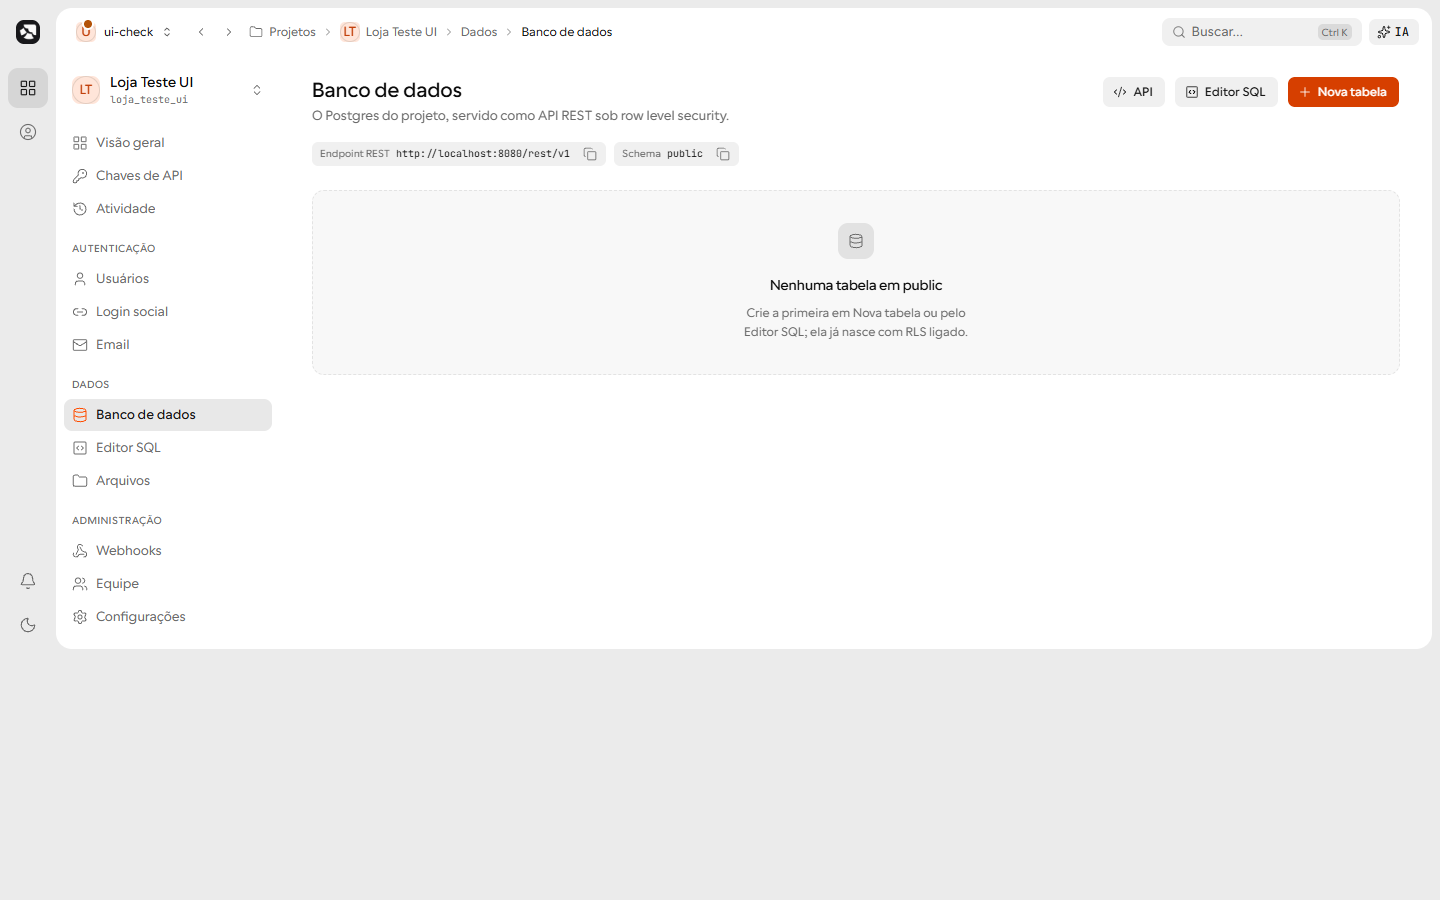 U
ui-check
Projetos
LT
Loja Teste UI
Dados
Banco de dados
Buscar...
Ctrl K
IA
LT
Loja Teste UI
loja_teste_ui
Visão geral
Chaves de API
Atividade
AUTENTICAÇÃO
Usuários
Login social
Email
DADOS
Banco de dados
Editor SQL
Arquivos
ADMINISTRAÇÃO
Webhooks
Equipe
Configurações
Banco de dados
O Postgres do projeto, servido como API REST sob row level security.
API
Editor SQL
Nova tabela
Endpoint REST http://localhost:8080/rest/v1
Schema public
Nenhuma tabela em public
Crie a primeira em Nova tabela ou pelo
Editor SQL; ela já nasce com RLS ligado.